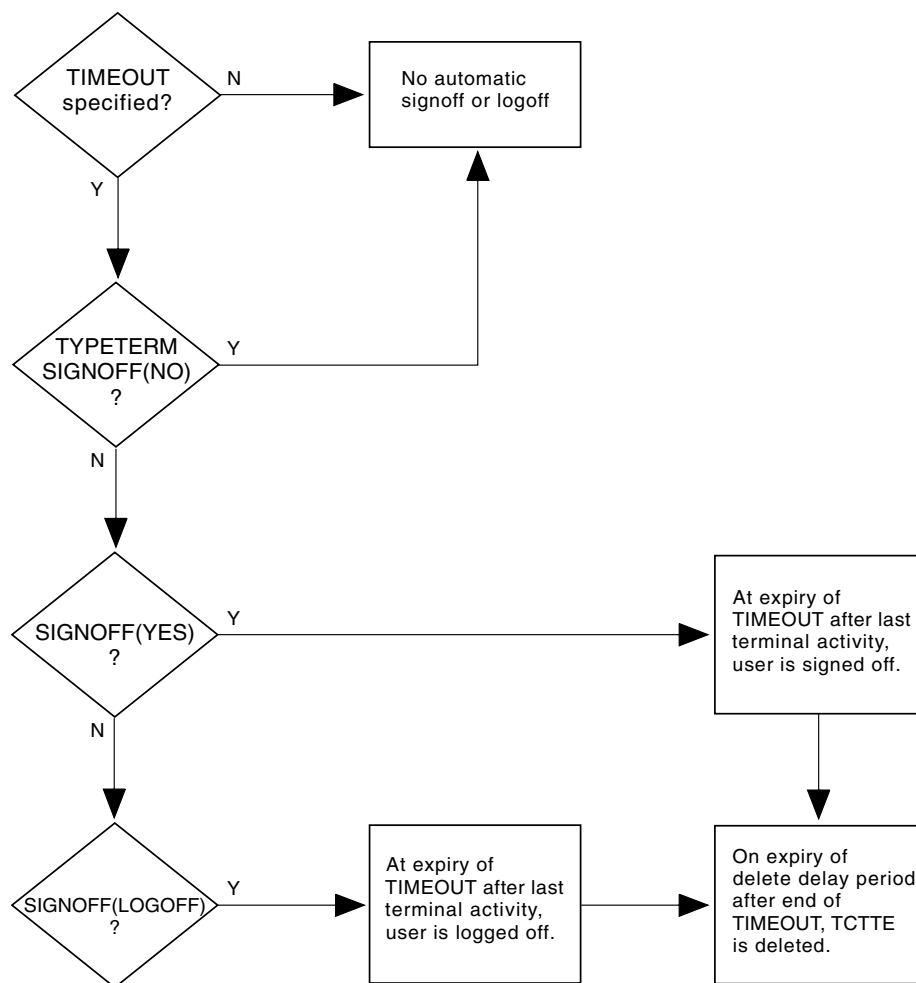 TIMEOUT
specified?
N
No automatic
signoff or logoff
Y
TYPETERM
SIGNOFF(NO)
?
Y
N
SIGNOFF(YES)
?
Y
At expiry of
TIMEOUT after last
terminal activity,
user is signed off.
N
SIGNOFF(LOGOFF)
?
Y
At expiry of
TIMEOUT after last
terminal activity,
user is logged off.
On expiry of
delete delay period
after end of
TIMEOUT, TCTTE
is deleted.